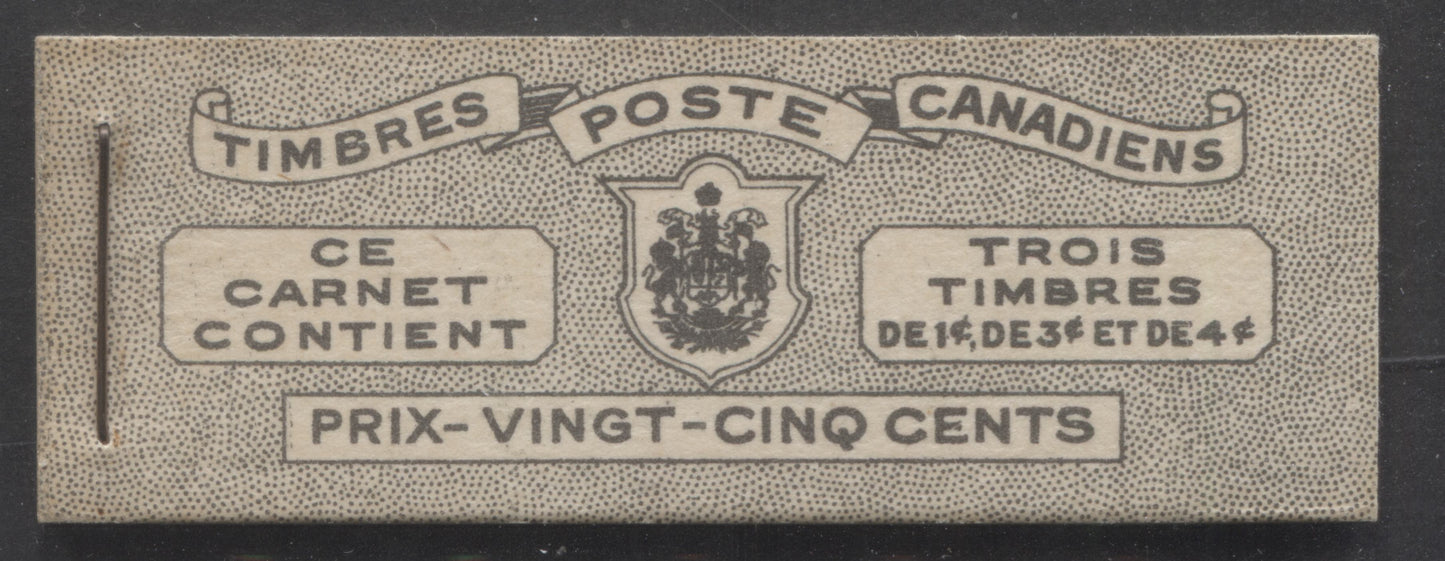 TIMBRES POSTE CANADIENS
CE
CARNET
CONTIENT
TROIS
TIMBRES
DE 1¢, DE 3¢ ET DE 4¢
PRIX-VINGT-CINQ CENTS